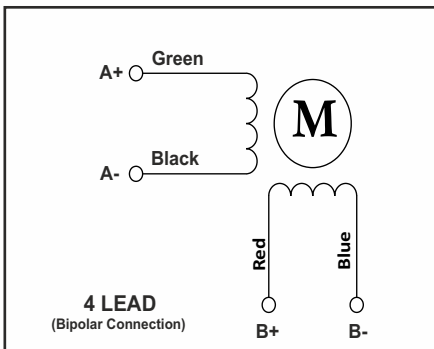 Green
A+
M
Black
A-
Red
Blue
4 LEAD
(Bipolar Connection)
B+
B-